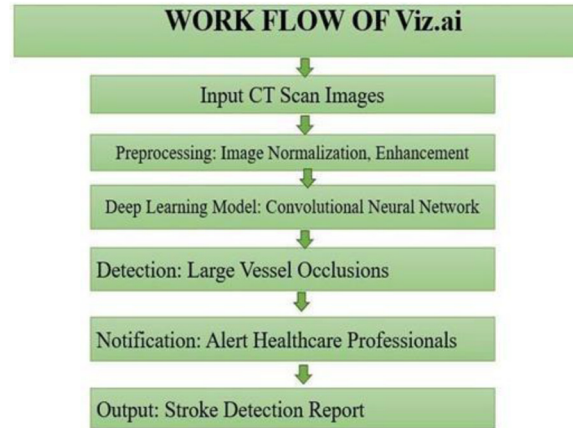 WORK FLOW OF Viz.ai
Input CT Scan Images
Preprocessing: Image Normalization, Enhancement
Deep Learning Model: Convolutional Neural Network
Detection: Large Vessel Occlusions
Notification: Alert Healthcare Professionals
Output: Stroke Detection Report